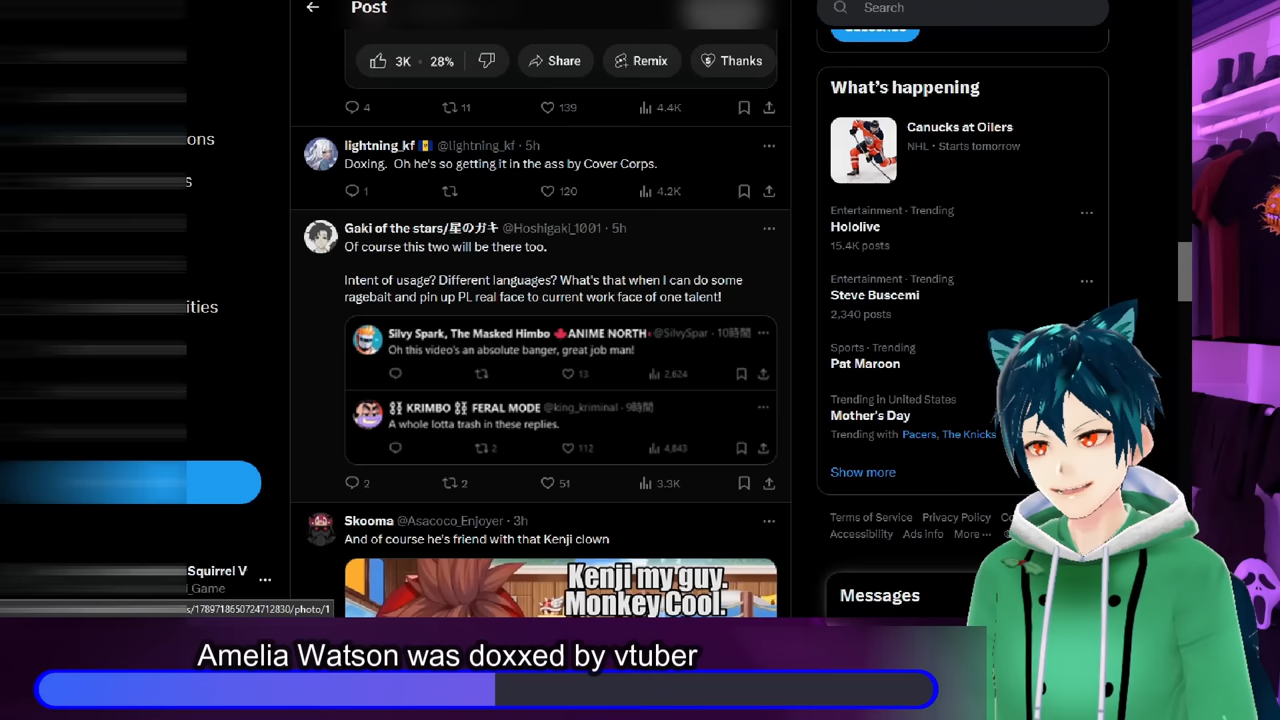 Post
Search
3K · 28%
Share
Remix
Thanks
4
11
139
4.4K
What's happening
Canucks at Oilers
NHL · Starts tomorrow
ons
s
ities
lightning_kf @lightning_kf · 5h
Doxing. Oh he's so getting it in the ass by Cover Corps.
1
120
4.2K
Gaki of the stars/星のガキ @Hoshigaki_1001 · 5h
Of course this two will be there too.
Intent of usage? Different languages? What's that when I can do some
ragebait and pin up PL real face to current work face of one talent!
Silvy Spark, The Masked Himbo ANIME NORTH @SilvySpar · 10時間
Oh this video's an absolute banger, great job man!
13
2,624
KRIMBO FERAL MODE @king_kriminal · 9時間
A whole lotta trash in these replies.
2
112
4,843
2
2
51
3.3K
Skooma @Asacoco_Enjoyer · 3h
And of course he's friend with that Kenji clown
Kenji my guy.
Monkey Cool.
Entertainment · Trending
Hololive
15.4K posts
Entertainment · Trending
Steve Buscemi
2,340 posts
Sports · Trending
Pat Maroon
Trending in United States
Mother's Day
Trending with Pacers, The Knicks
Show more
Terms of Service Privacy Policy
Accessibility Ads info More ···
Messages
Squirrel V
_Game
s/1789718650724712830/photo/1
Amelia Watson was doxxed by vtuber